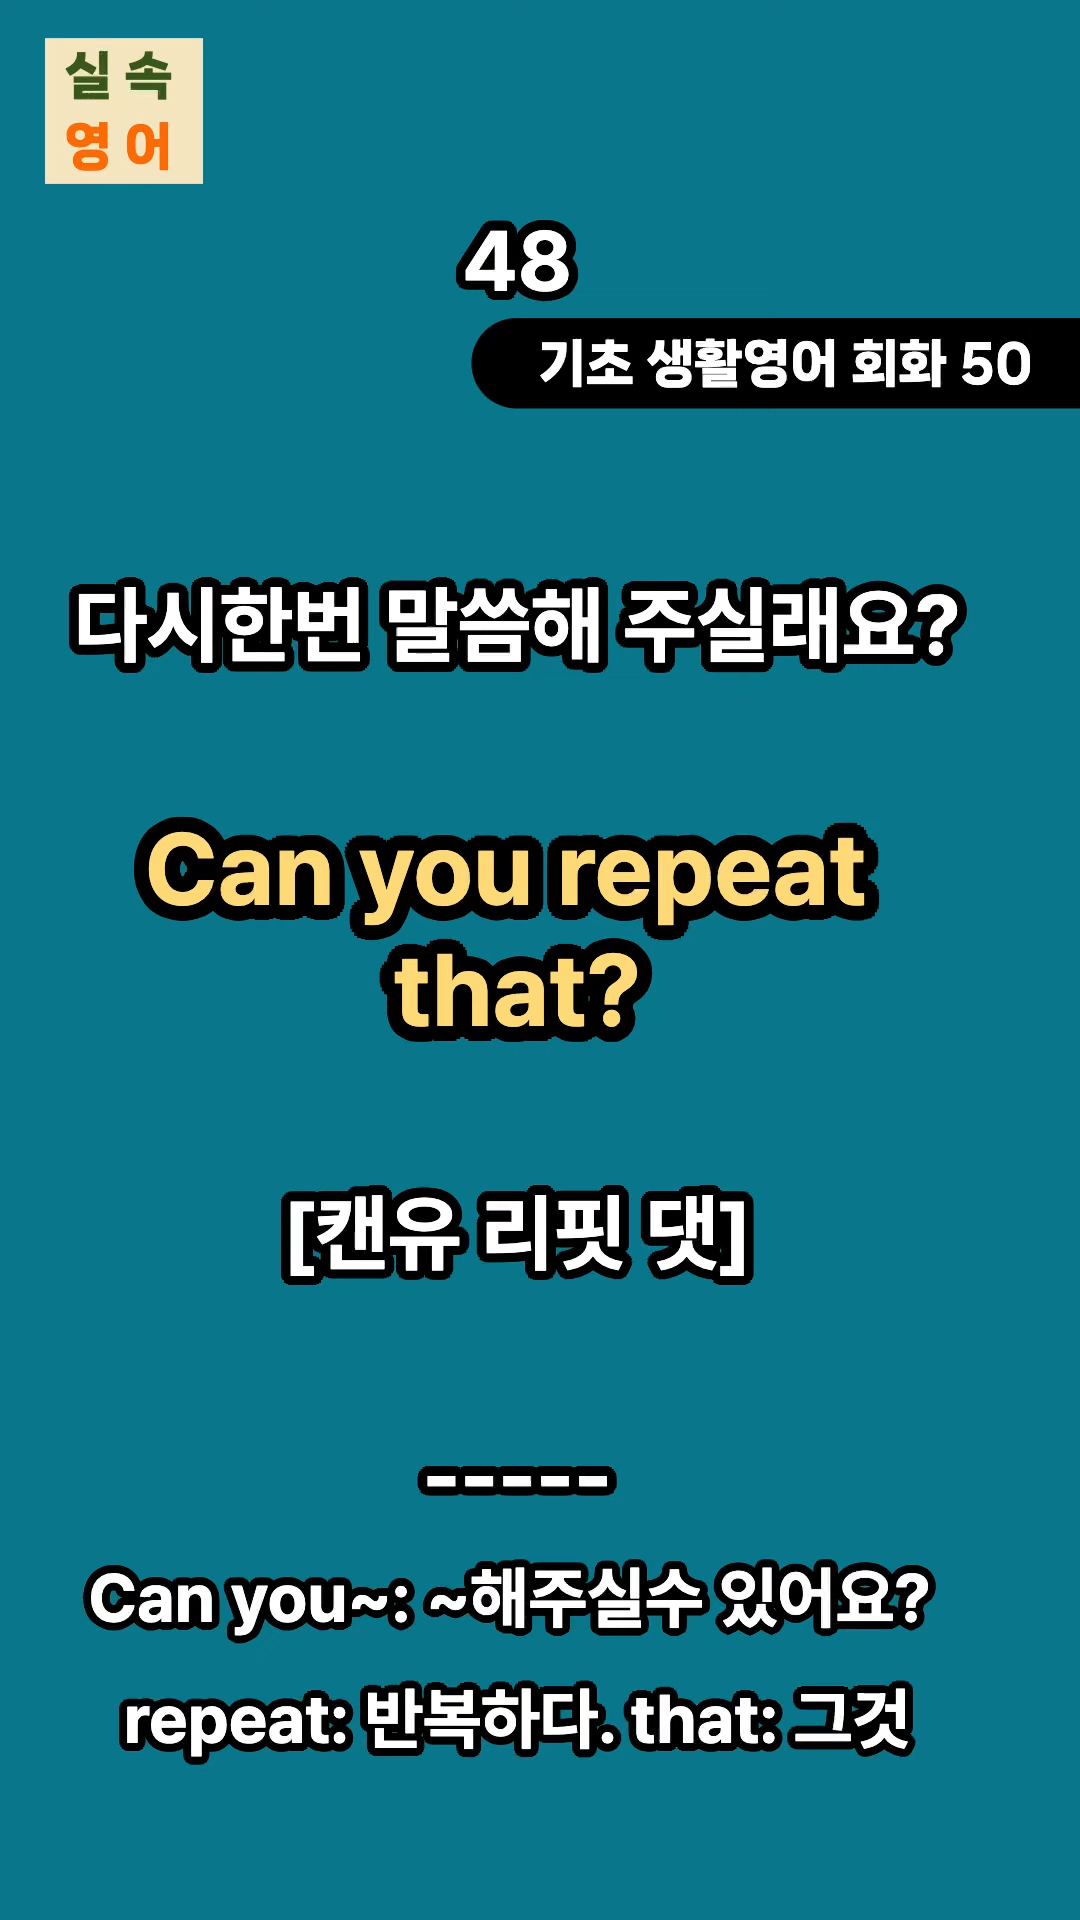 실속
영어
48
기초 생활영어 회화 50
다시한번 말씀해 주실래요?
Can you repeat
that?
[캔유 리핏 댓]
-----
Can you~: ~해주실수 있어요?
repeat: 반복하다. that: 그것